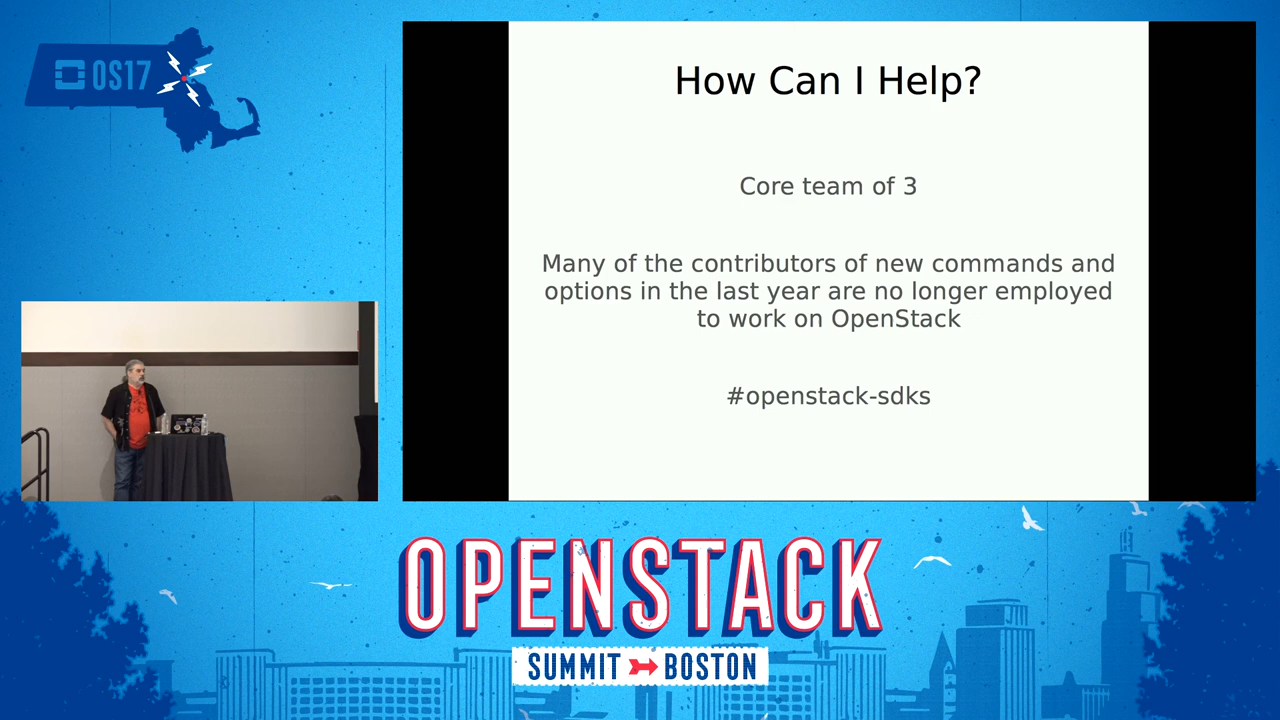 OS17
How Can I Help?
Core team of 3
Many of the contributors of new commands and
options in the last year are no longer employed
to work on OpenStack
#openstack-sdks
OPENSTACK
SUMMIT BOSTON